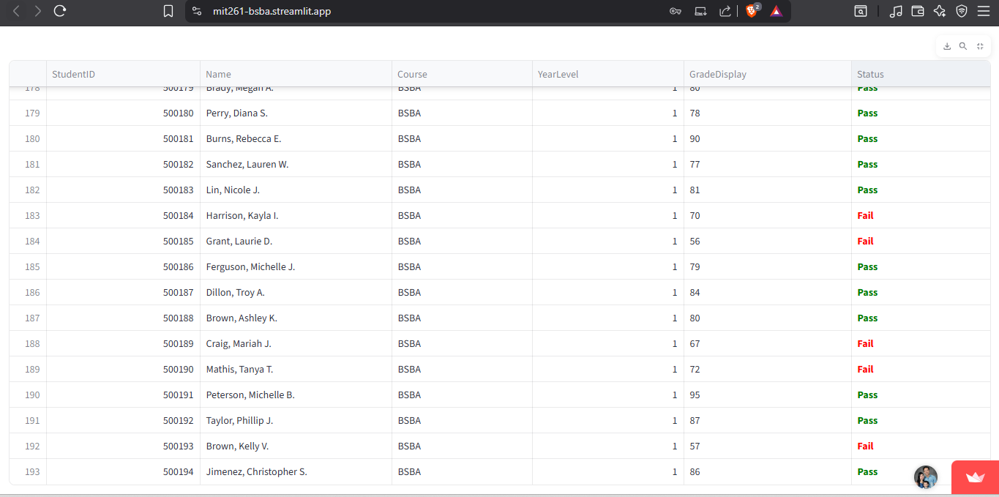 mit261-bsba.streamlit.app 2
StudentID Name Course YearLevel GradeDisplay Status
178 500179 Brady, Megan A. BSBA 1 80 Pass
179 500180 Perry, Diana S. BSBA 1 78 Pass
180 500181 Burns, Rebecca E. BSBA 1 90 Pass
181 500182 Sanchez, Lauren W. BSBA 1 77 Pass
182 500183 Lin, Nicole J. BSBA 1 81 Pass
183 500184 Harrison, Kayla I. BSBA 1 70 Fail
184 500185 Grant, Laurie D. BSBA 1 56 Fail
185 500186 Ferguson, Michelle J. BSBA 1 79 Pass
186 500187 Dillon, Troy A. BSBA 1 84 Pass
187 500188 Brown, Ashley K. BSBA 1 80 Pass
188 500189 Craig, Mariah J. BSBA 1 67 Fail
189 500190 Mathis, Tanya T. BSBA 1 72 Fail
190 500191 Peterson, Michelle B. BSBA 1 95 Pass
191 500192 Taylor, Phillip J. BSBA 1 87 Pass
192 500193 Brown, Kelly V. BSBA 1 57 Fail
193 500194 Jimenez, Christopher S. BSBA 1 86 Pass